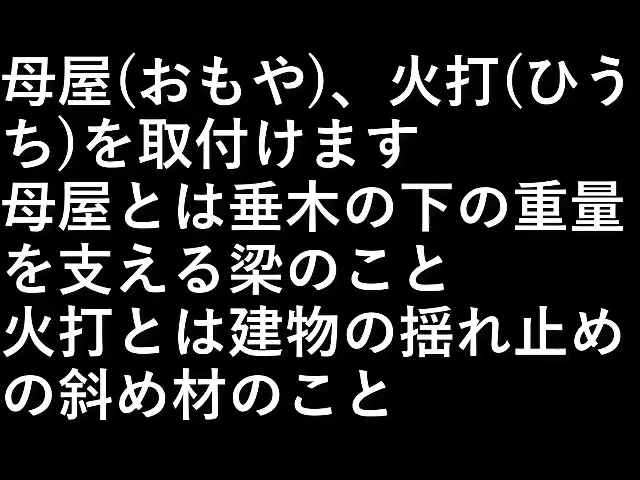 母屋(おもや)、火打(ひう
ち)を取付けます
母屋とは垂木の下の重量
を支える梁のこと
火打とは建物の揺れ止め
の斜め材のこと